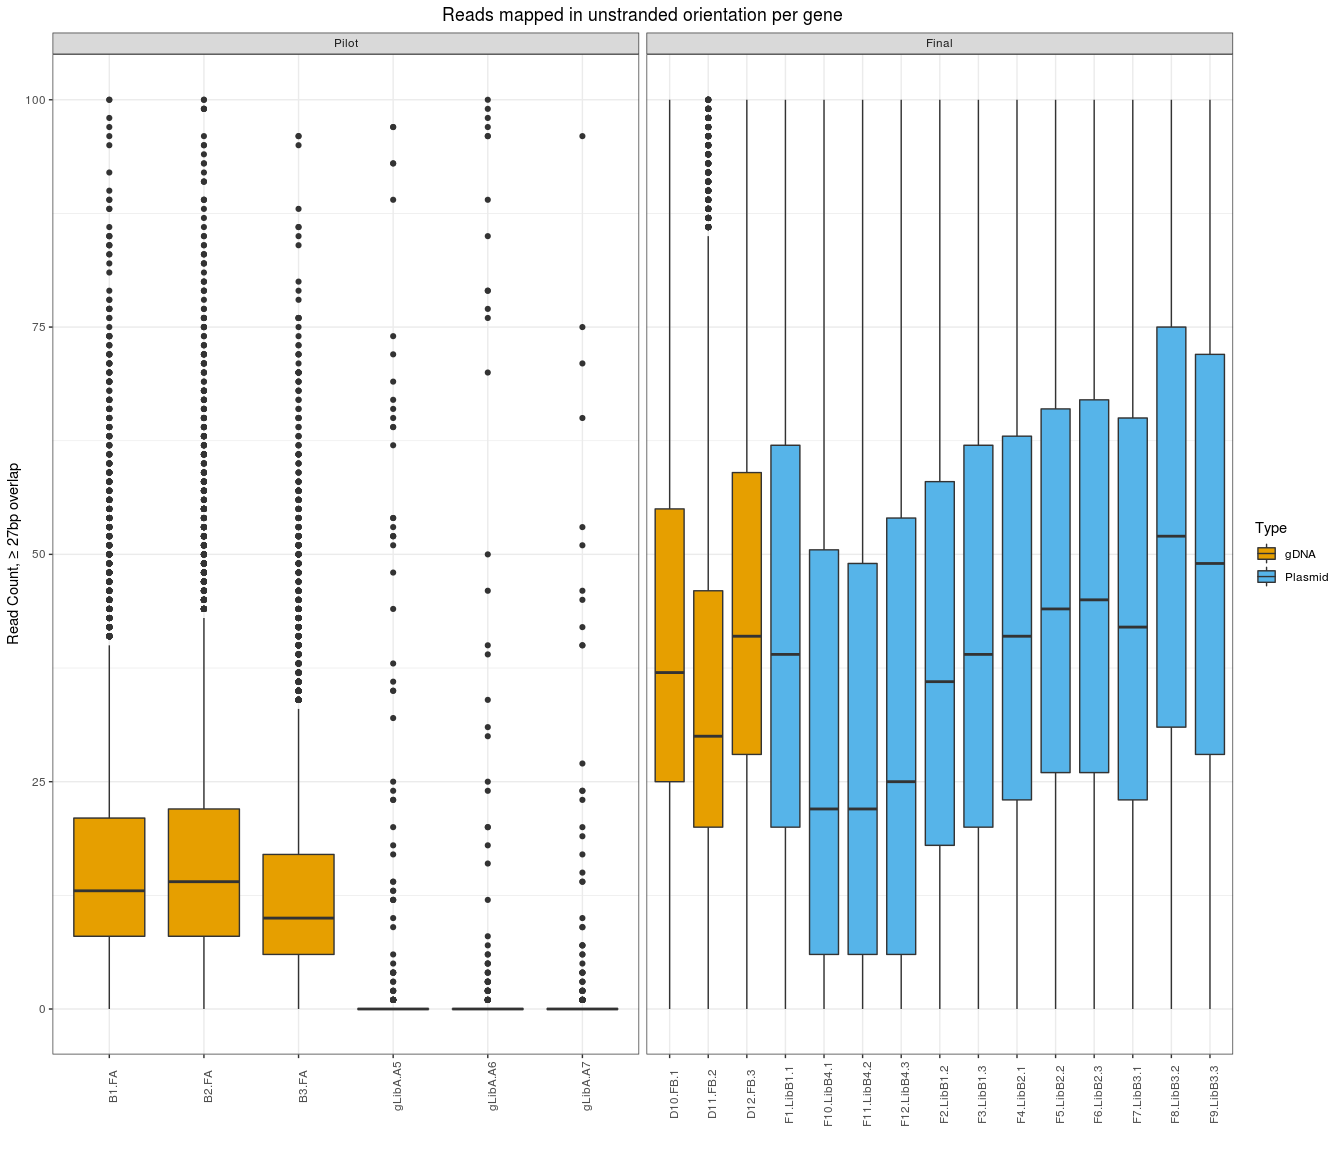 Reads mapped in unstranded orientation per gene
Pilot
Final
Read Count, ≥ 27bp overlap
100
75
50
25
0
B1.FA
B2.FA
B3.FA
gLibA.A5
gLibA.A6
gLibA.A7
D10.FB.1
D11.FB.2
D12.FB.3
F1.LibB1.1
F10.LibB4.1
F11.LibB4.2
F12.LibB4.3
F2.LibB1.2
F3.LibB1.3
F4.LibB2.1
F5.LibB2.2
F6.LibB2.3
F7.LibB3.1
F8.LibB3.2
F9.LibB3.3
Type
gDNA
Plasmid